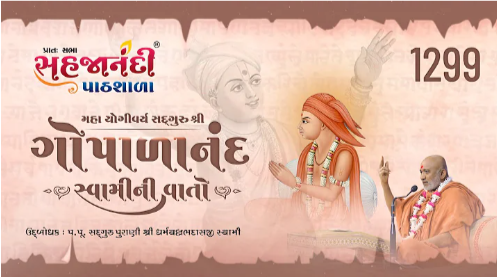 પ્રાતઃ સભા
સહજાનંદી®
પાઠશાળા
1299
મહા યોગીવર્ય સદ્‌ગુરુ શ્રી
ગોપાળાનંદ
સ્વામીની વાતો
ઉદ્‌બોધક : પ.પૂ. સદ્‌ગુરુ પુરાણી શ્રી ધર્મવલ્લભદાસજી સ્વામી